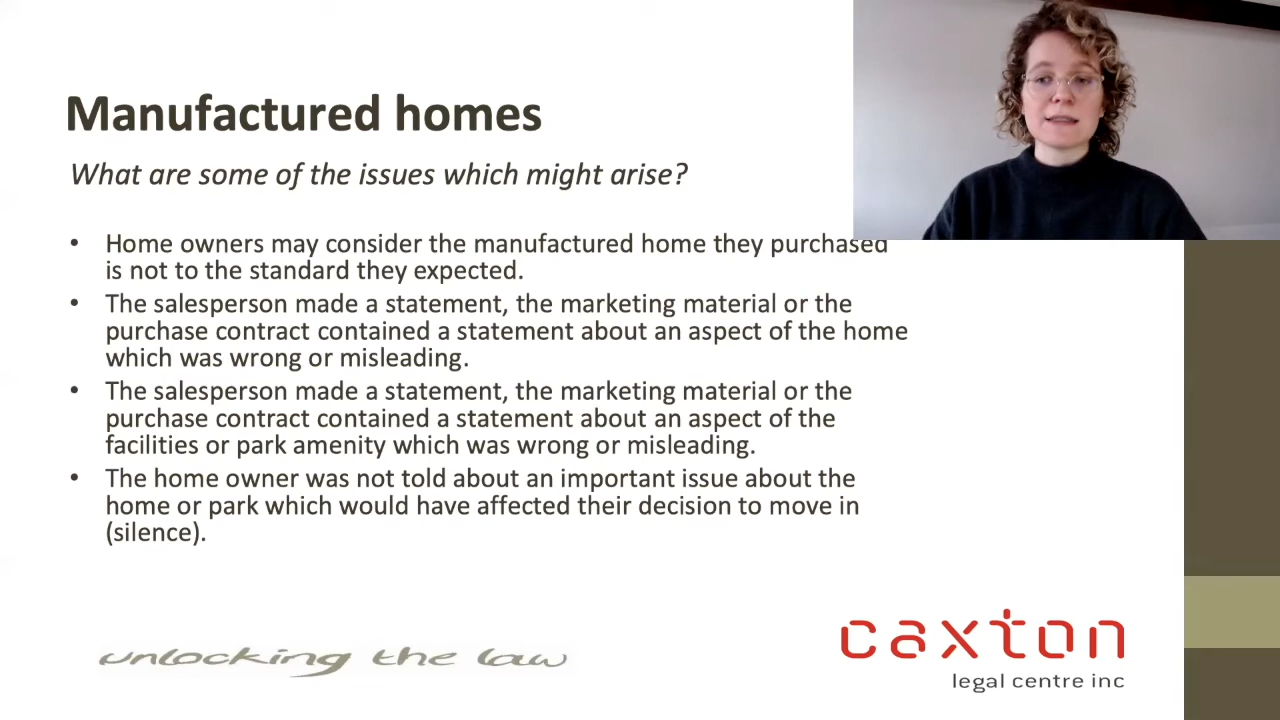 Manufactured homes
What are some of the issues which might arise?
• Home owners may consider the manufactured home they purchased
is not to the standard they expected.
• The salesperson made a statement, the marketing material or the
purchase contract contained a statement about an aspect of the home
which was wrong or misleading.
• The salesperson made a statement, the marketing material or the
purchase contract contained a statement about an aspect of the
facilities or park amenity which was wrong or misleading.
• The home owner was not told about an important issue about the
home or park which would have affected their decision to move in
(silence).
unlocking the law
caxton
legal centre inc